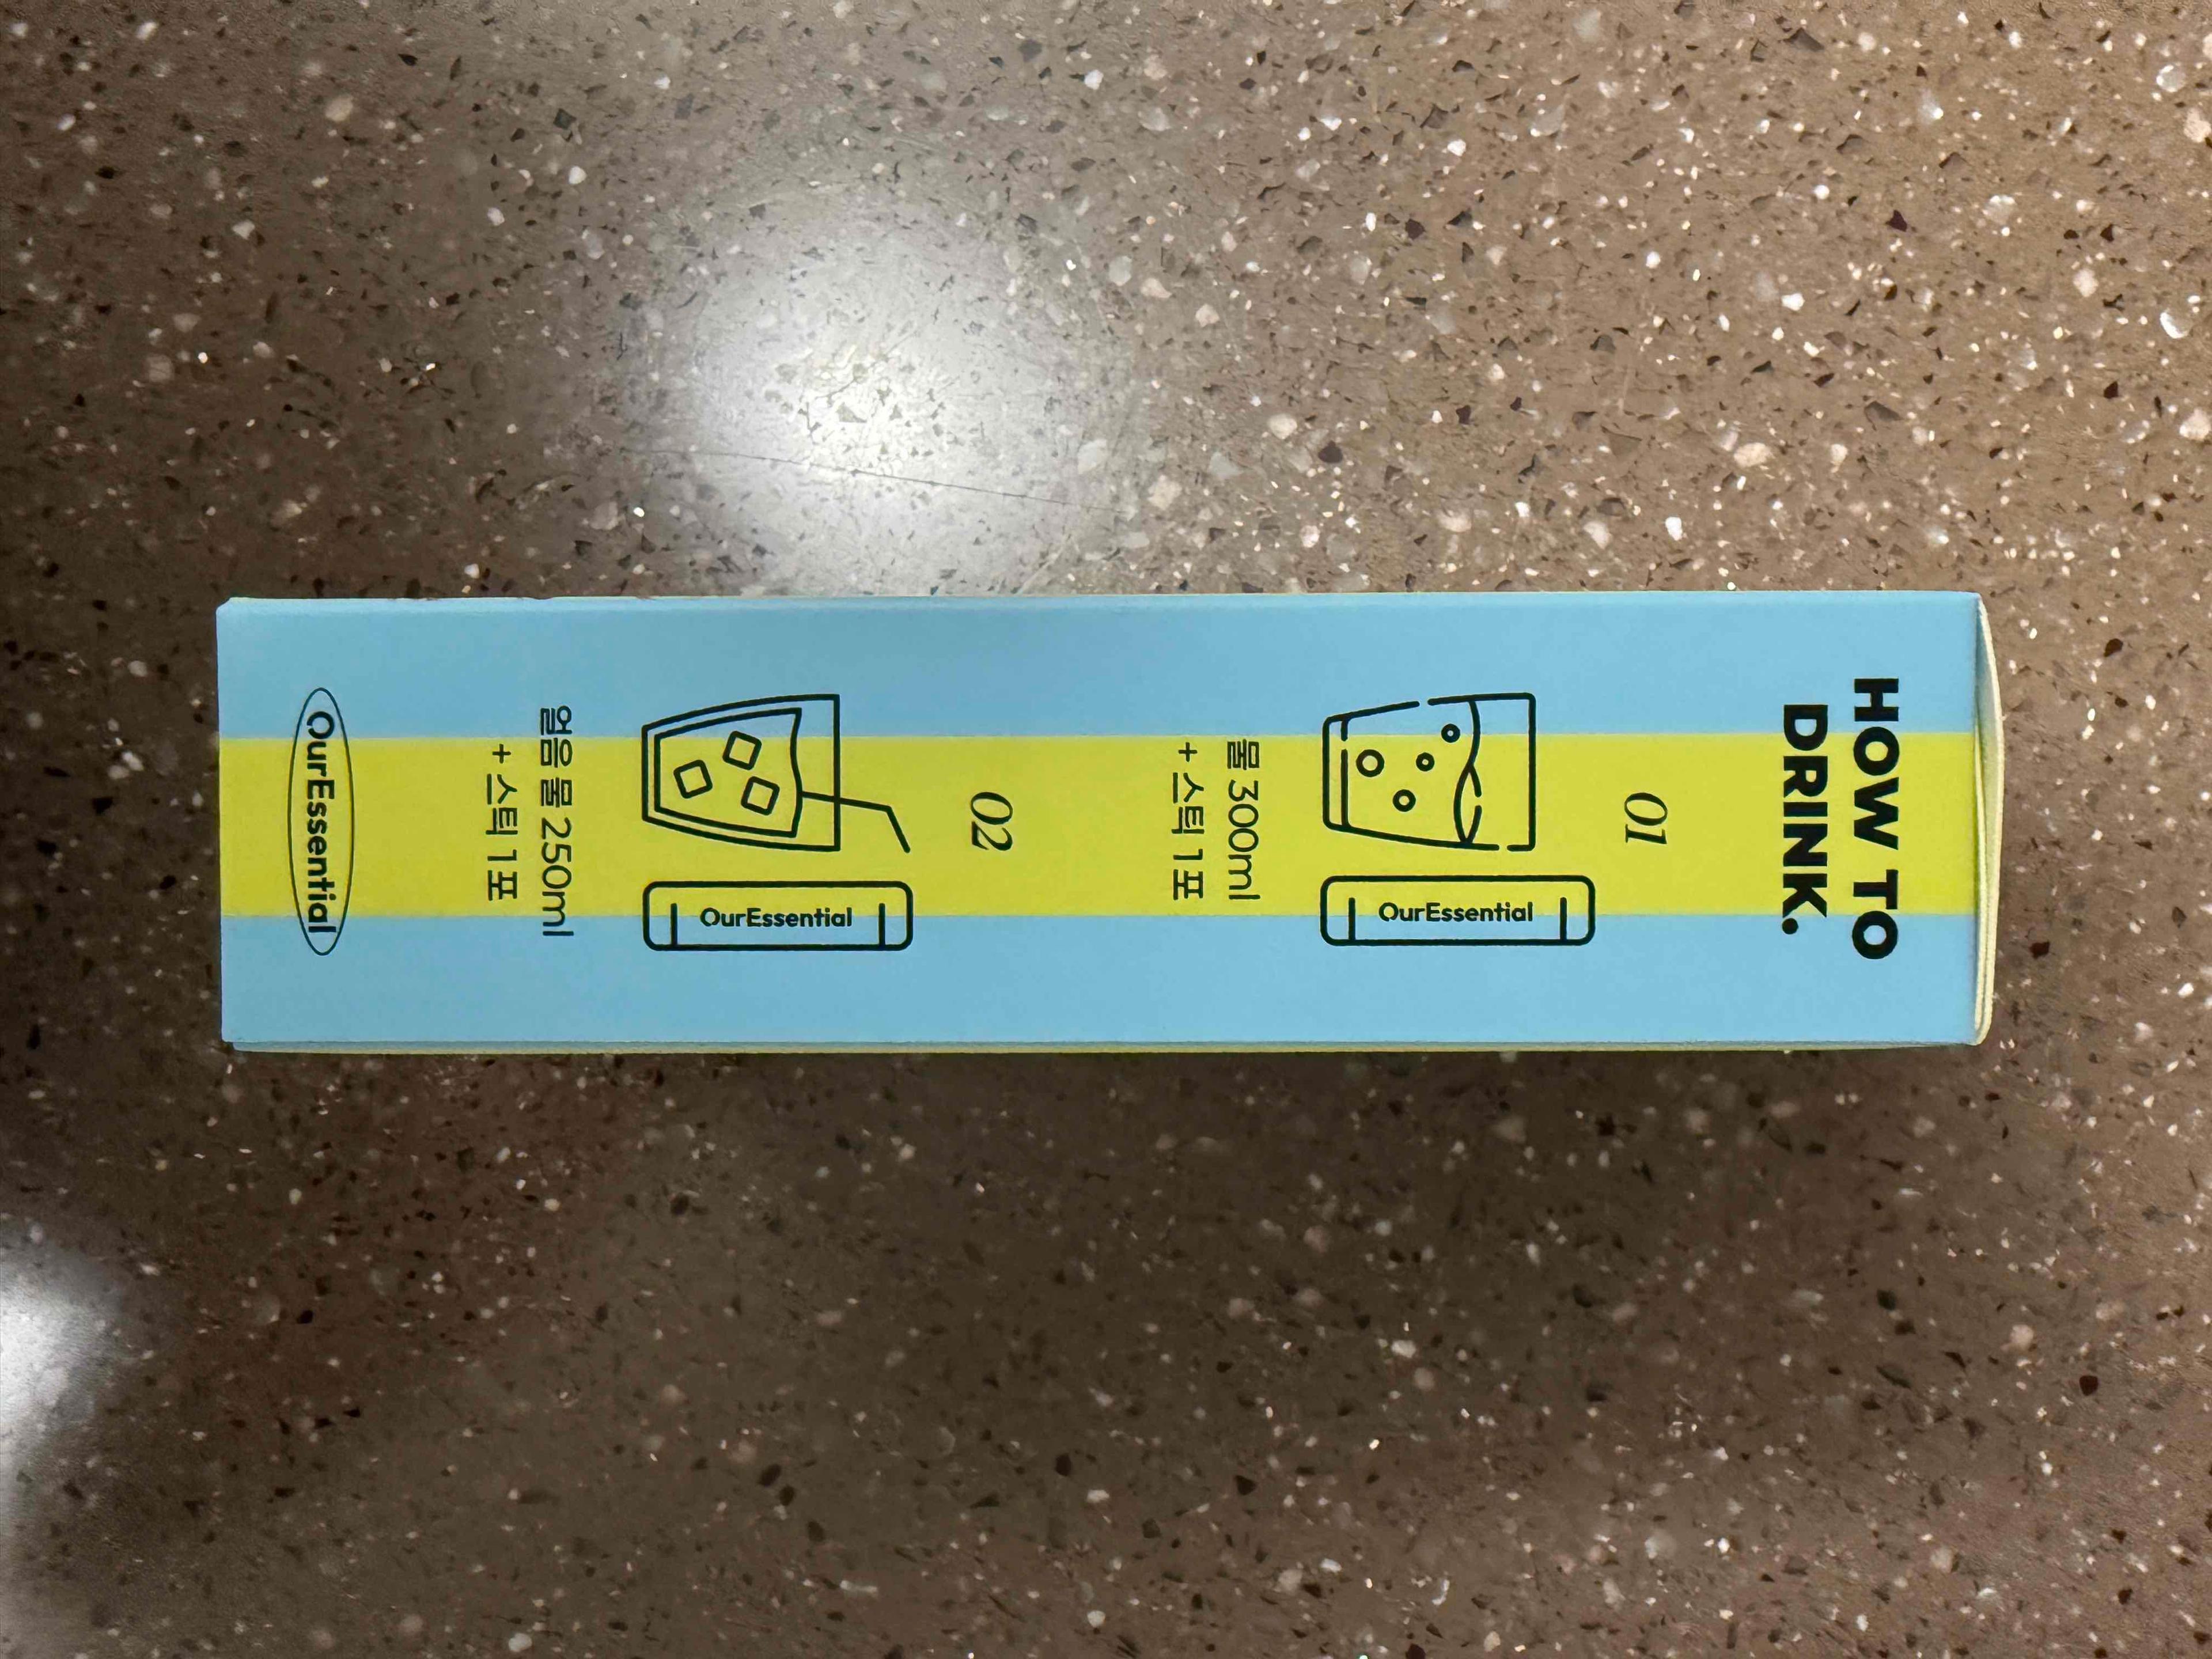 HOW TO
DRINK.
01
OurEssential
물 300ml
+ 스틱 1포
02
OurEssential
얼음 물 250ml
+ 스틱 1포
OurEssential